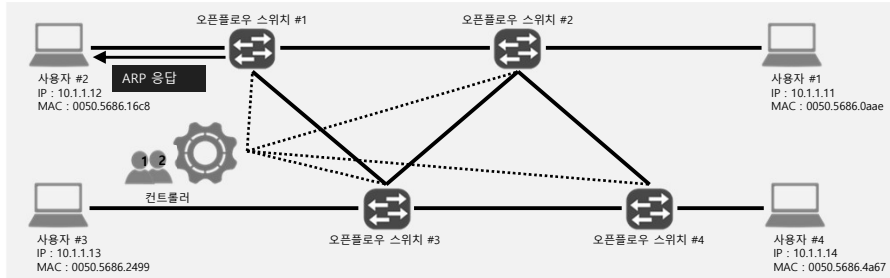 오픈플로우 스위치 #1
오픈플로우 스위치 #2
ARP 응답
사용자 #2
IP : 10.1.1.12
MAC : 0050.5686.16c8
사용자 #1
IP : 10.1.1.11
MAC : 0050.5686.0aae
1 2
컨트롤러
사용자 #3
IP : 10.1.1.13
MAC : 0050.5686.2499
오픈플로우 스위치 #3
오픈플로우 스위치 #4
사용자 #4
IP : 10.1.1.14
MAC : 0050.5686.4a67